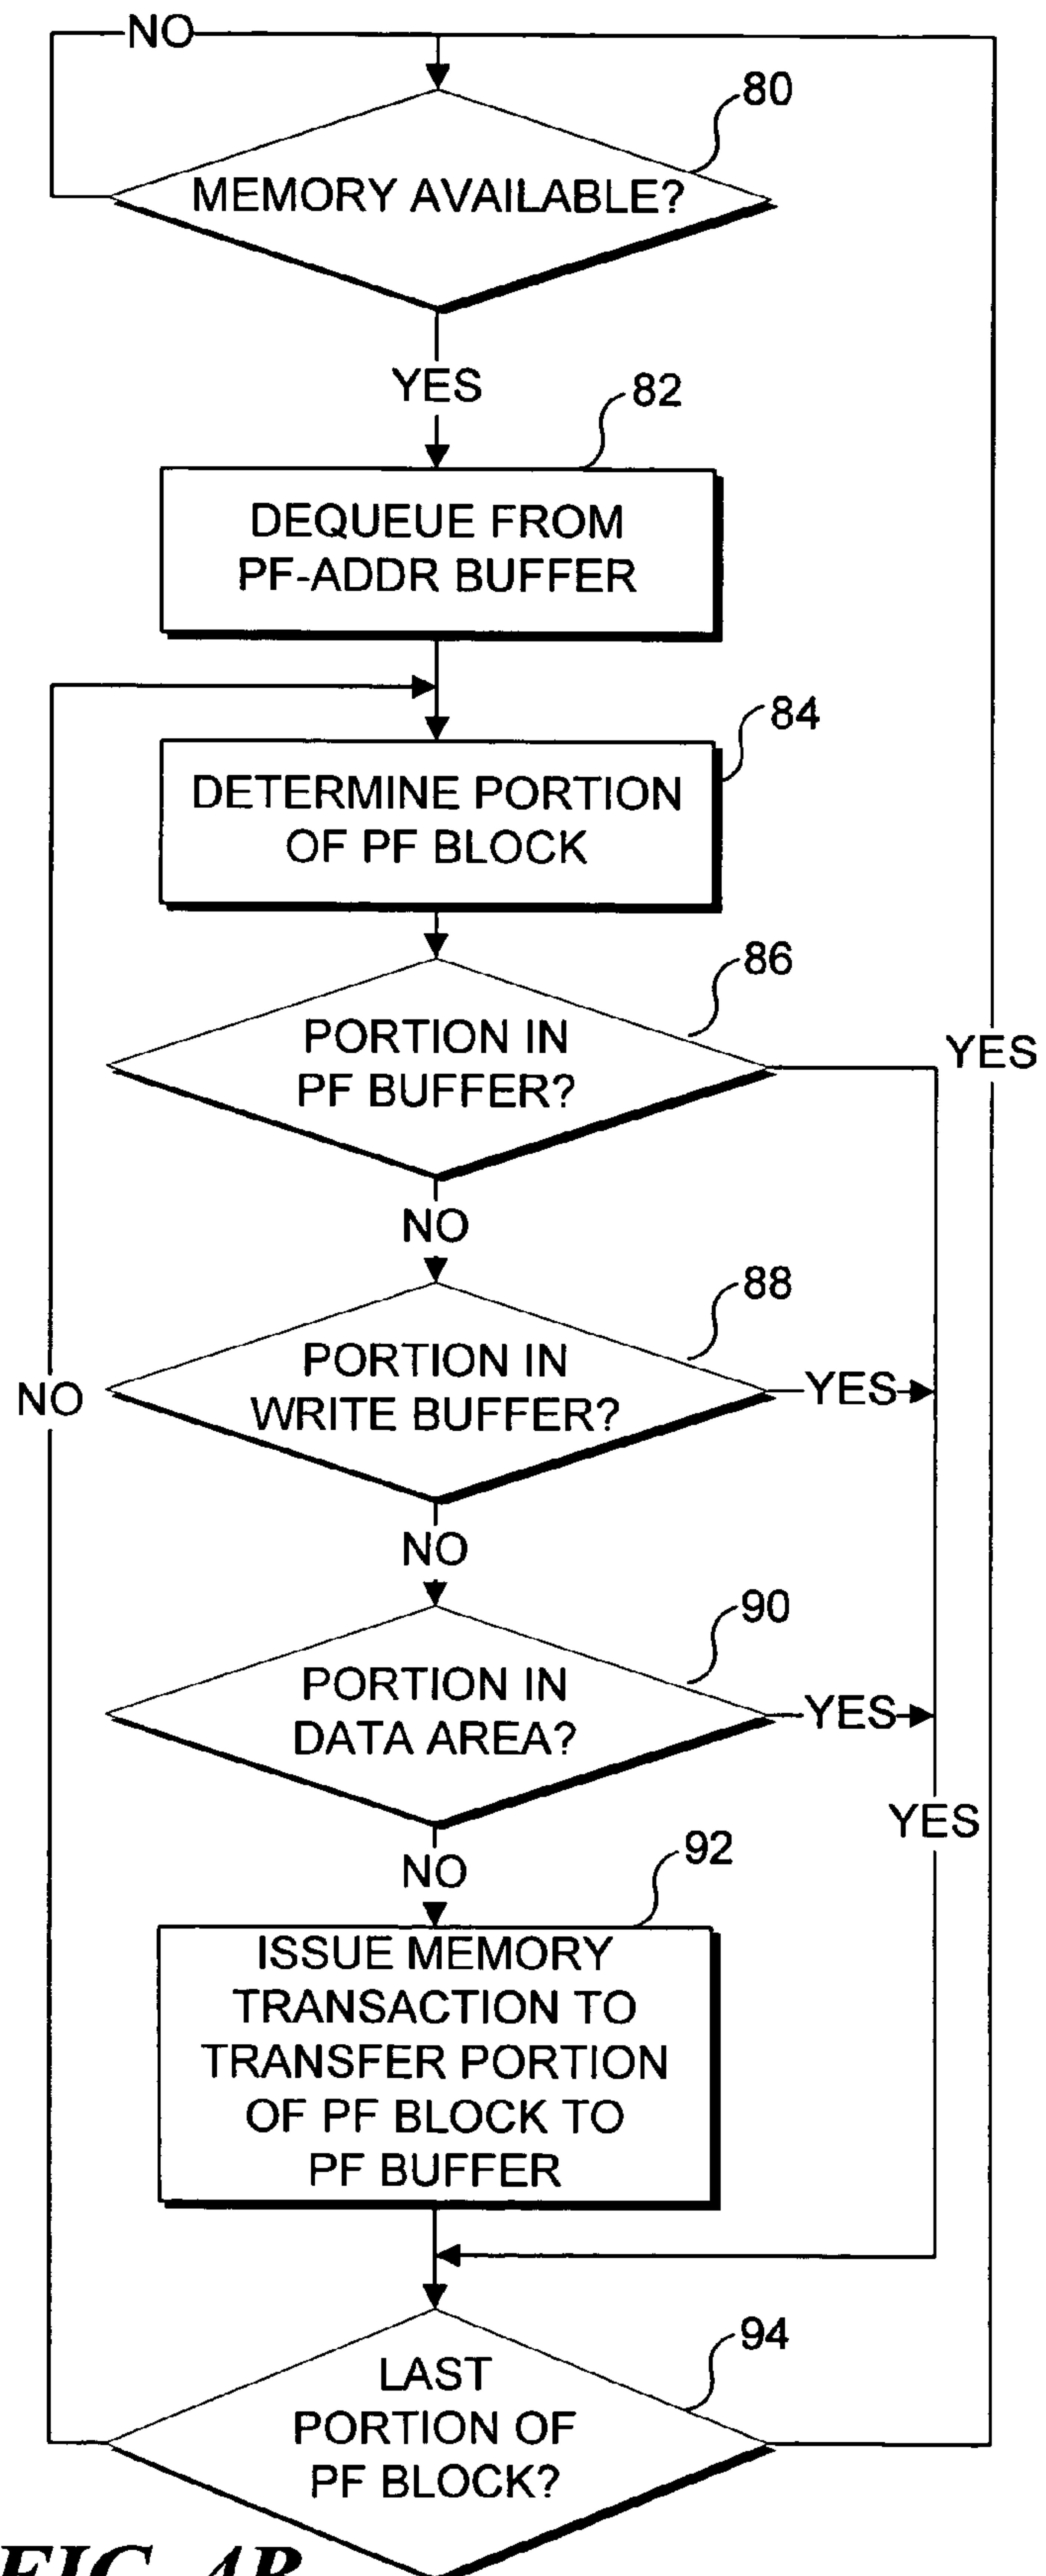 NO
80
MEMORY AVAILABLE?
YES
82
DEQUEUE FROM
PF-ADDR BUFFER
84
DETERMINE PORTION
OF PF BLOCK
86
PORTION IN
PF BUFFER?
YES
NO
88
PORTION IN
WRITE BUFFER?
YES
NO
NO
90
PORTION IN
DATA AREA?
YES
YES
NO
92
ISSUE MEMORY
TRANSACTION TO
TRANSFER PORTION
OF PF BLOCK TO
PF BUFFER
94
LAST
PORTION OF
PF BLOCK?
FIG. 4B